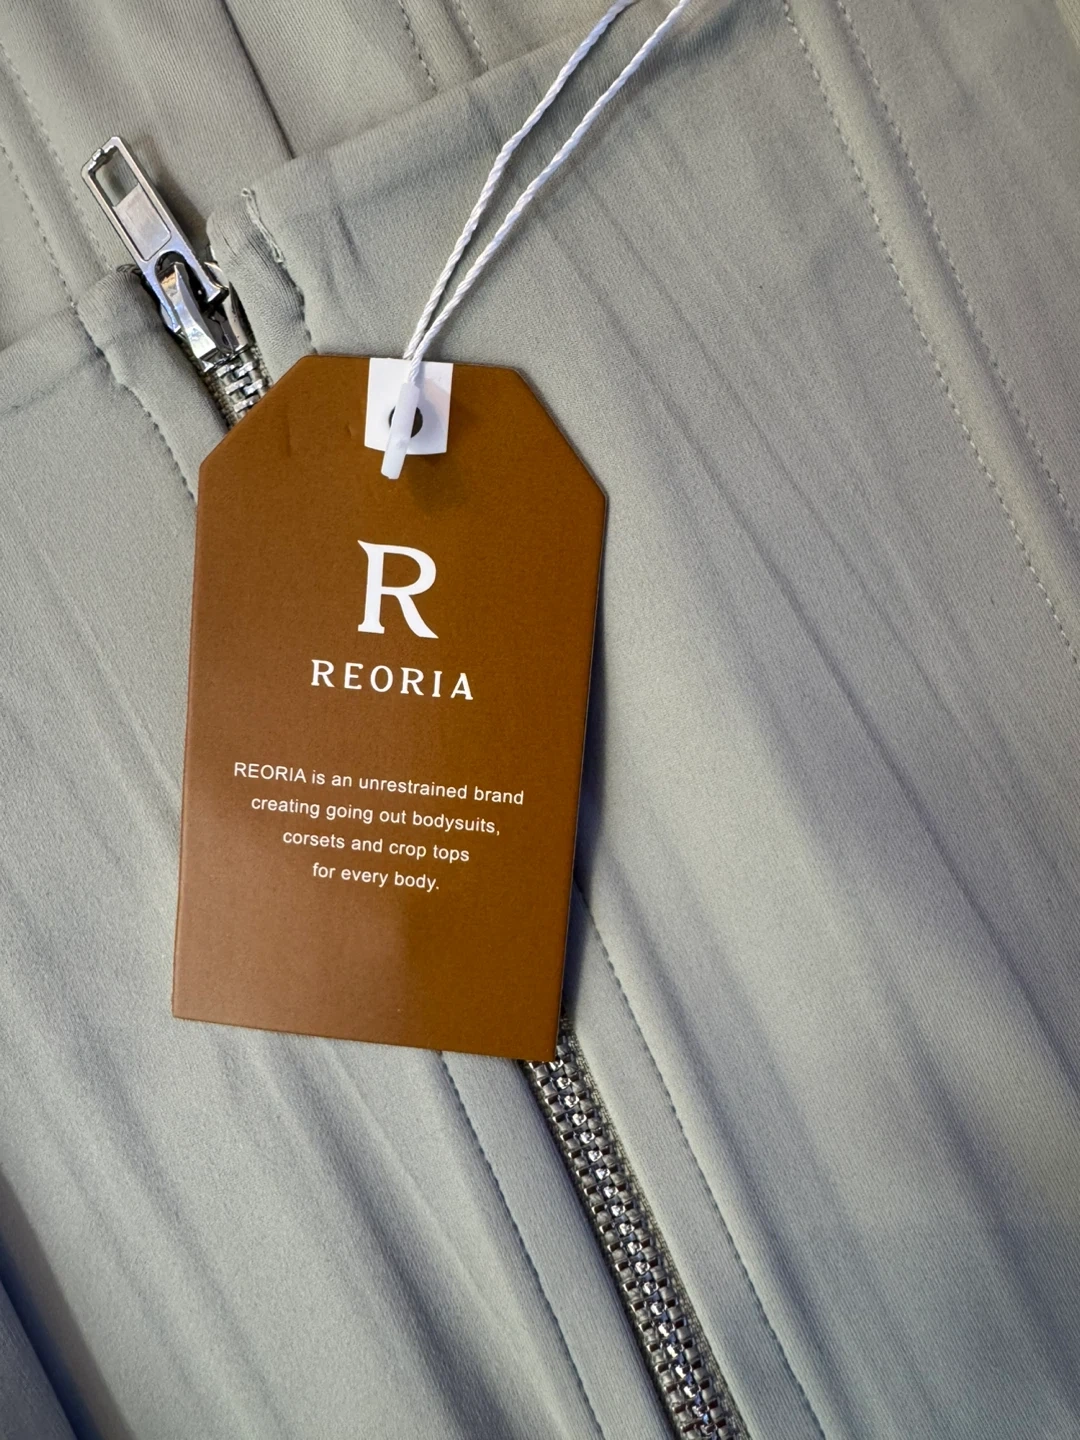 R
REORIA
REORIA is an unrestrained brand
creating going out bodysuits,
corsets and crop tops
for every body.